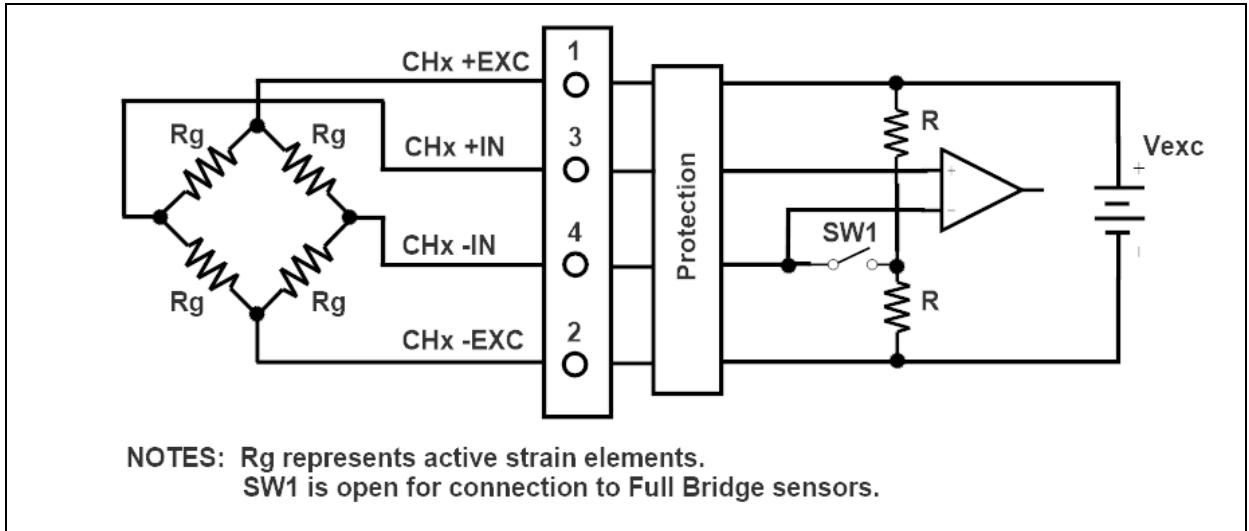 CHx +EXC
1
R
Rg
Rg
CHx +IN
3
Vexc
+
+
-
Protection
SW1
CHx -IN
4
Rg
Rg
R
-
CHx -EXC
2
NOTES: Rg represents active strain elements.
SW1 is open for connection to Full Bridge sensors.